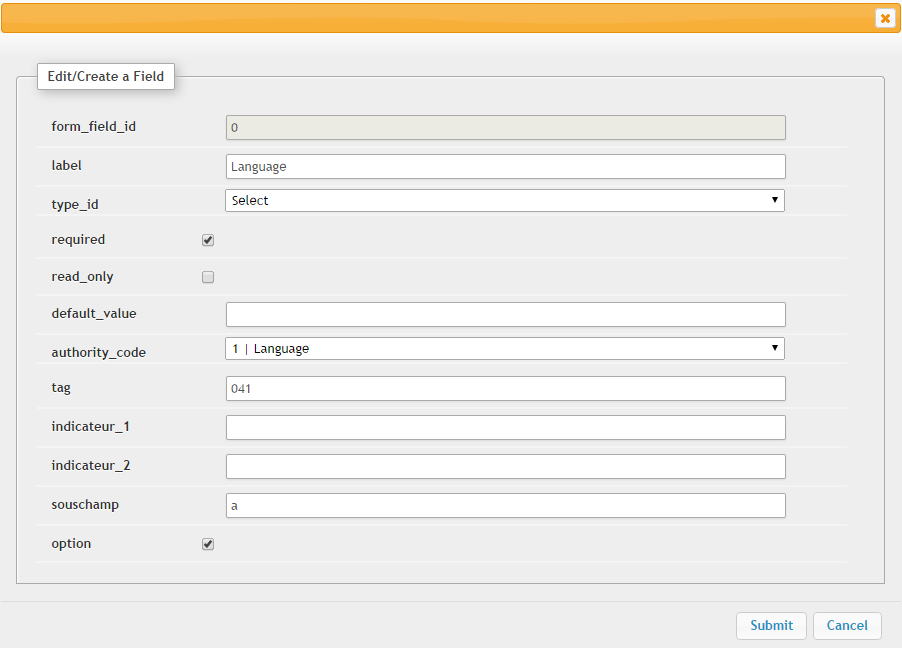 Edit/Create a Field
form_field_id 0
label Language
type_id Select
required
read_only
default_value
authority_code 1 | Language
tag 041
indicateur_1
indicateur_2
souschamp a
option
Submit Cancel